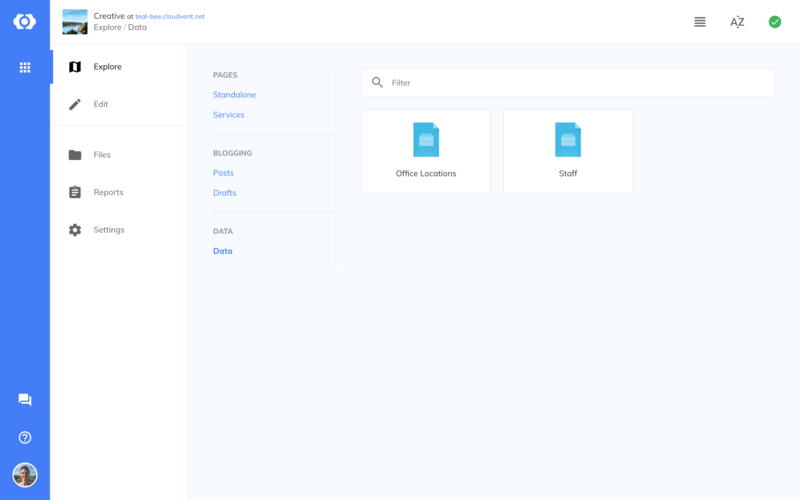 Creative at teal-bee.cloudvent.net
Explore / Data
AZ
Explore
Edit
Files
Reports
Settings
PAGES
Standalone
Services
BLOGGING
Posts
Drafts
DATA
Data
Filter
Office Locations
Staff